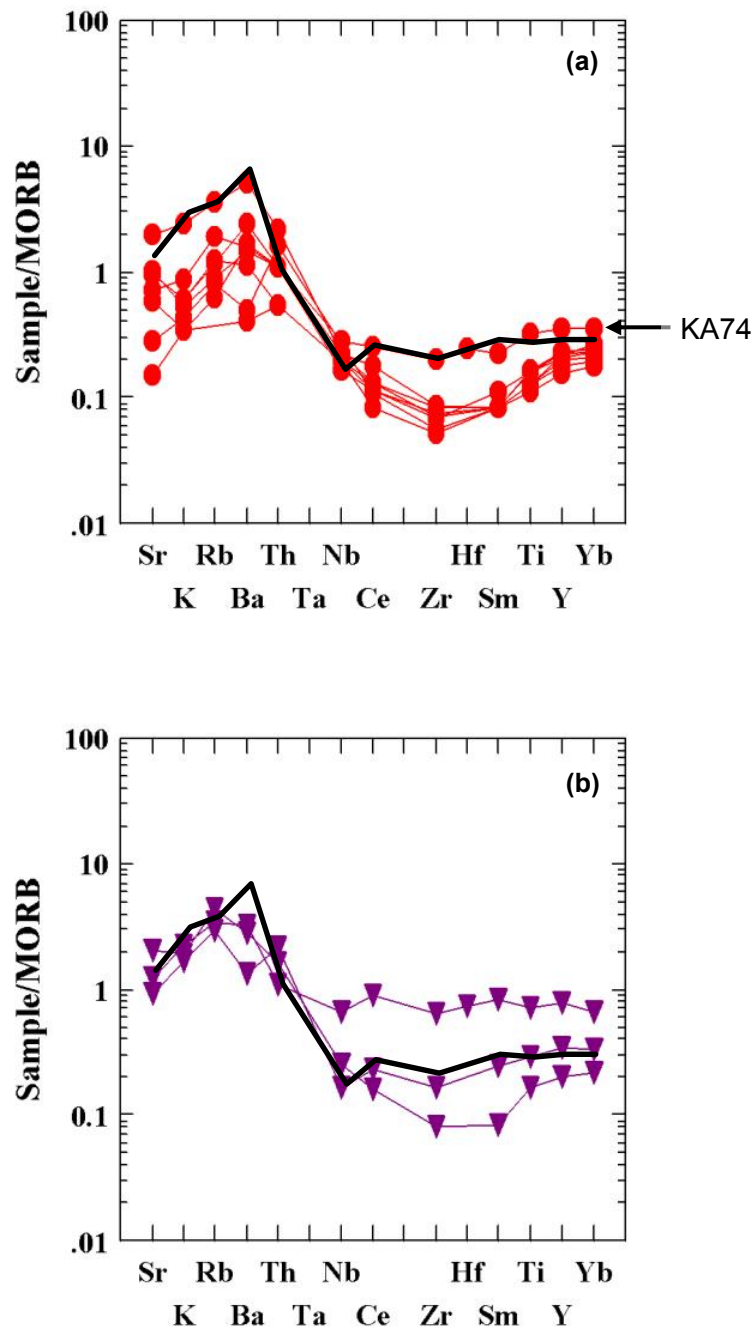 100
(a)
10
1
KA74
0.1
.01
Sample/MORB
Sr Rb Th Nb Hf Ti Yb
K Ba Ta Ce Zr Sm Y
100
(b)
10
1
0.1
.01
Sample/MORB
Sr Rb Th Nb Hf Ti Yb
K Ba Ta Ce Zr Sm Y